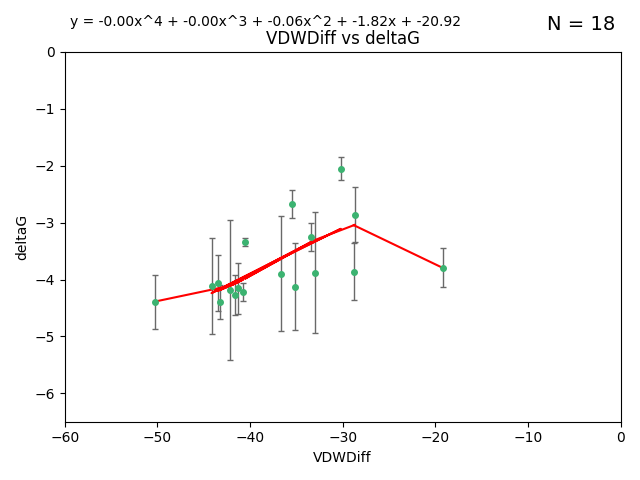 y = -0.00x^4 + -0.00x^3 + -0.06x^2 + -1.82x + -20.92
N = 18
VDWDiff vs deltaG
0
−1
−2
−3
−4
−5
−6
deltaG
−60 −50 −40 −30 −20 −10 0
VDWDiff